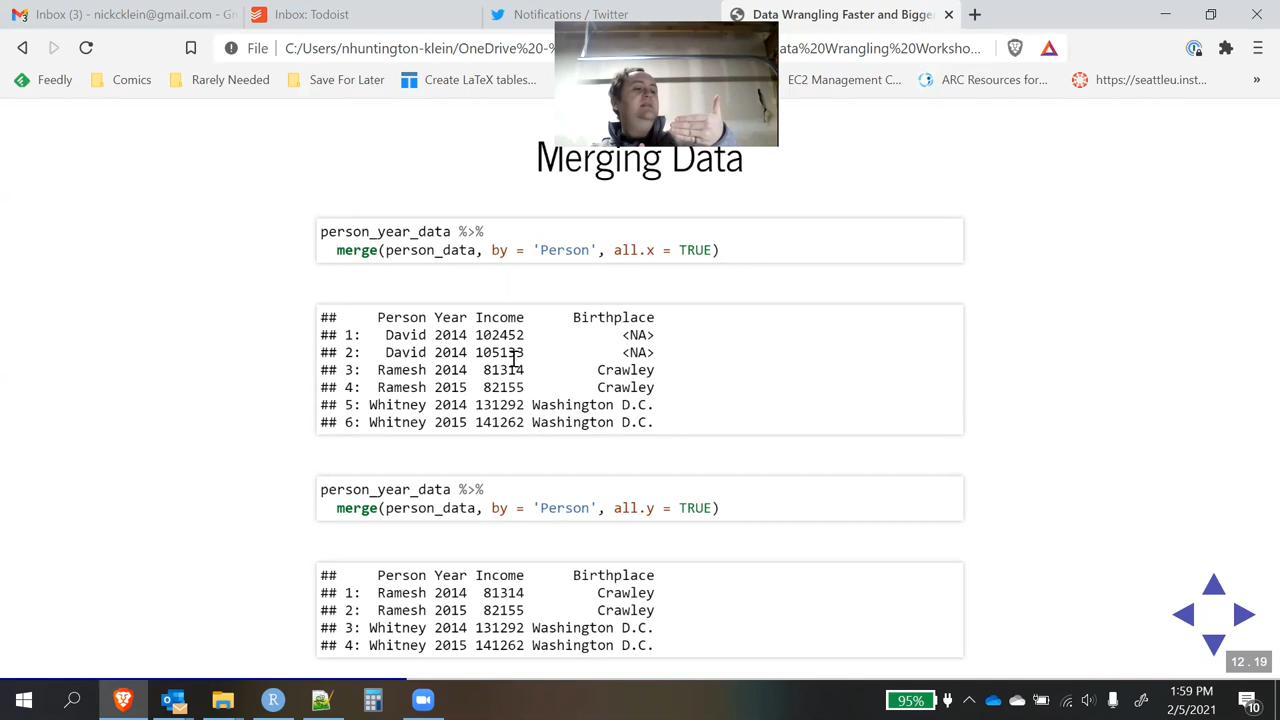 Inbox - nickcklein@gmail.com - Gr
Inbox: Todoist
Notifications / Twitter
Data Wrangling Faster and Bigger
File
C:/Users/nhuntington-klein/OneDrive%20-%
ata%20Wrangling%20Worksho...
Feedly
Comics
Rarely Needed
Save For Later
Create LaTeX tables...
EC2 Management C...
ARC Resources for...
https://seattleu.inst...
»
Merging Data
person_year_data %>%
merge(person_data, by = 'Person', all.x = TRUE)
## Person Year Income Birthplace
## 1: David 2014 102452 <NA>
## 2: David 2014 105133 <NA>
## 3: Ramesh 2014 81314 Crawley
## 4: Ramesh 2015 82155 Crawley
## 5: Whitney 2014 131292 Washington D.C.
## 6: Whitney 2015 141262 Washington D.C.
person_year_data %>%
merge(person_data, by = 'Person', all.y = TRUE)
## Person Year Income Birthplace
## 1: Ramesh 2014 81314 Crawley
## 2: Ramesh 2015 82155 Crawley
## 3: Whitney 2014 131292 Washington D.C.
## 4: Whitney 2015 141262 Washington D.C.
12.19
95%
1:59 PM
2/5/2021
10